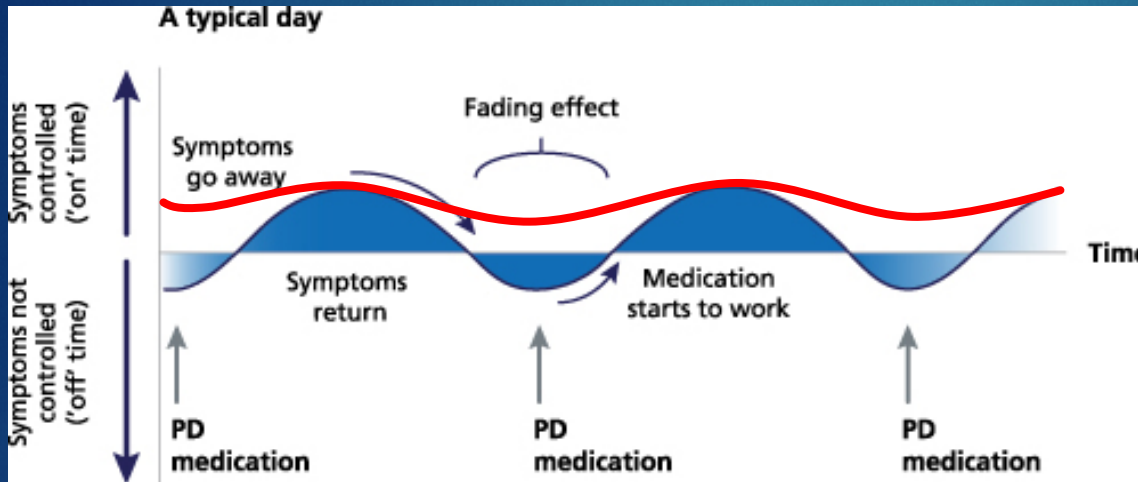 A typical day
Symptoms
controlled
('on' time)
Symptoms not
controlled
('off' time)
Fading effect
Symptoms
go away
Symptoms
return
Medication
starts to work
Time
PD
medication
PD
medication
PD
medication